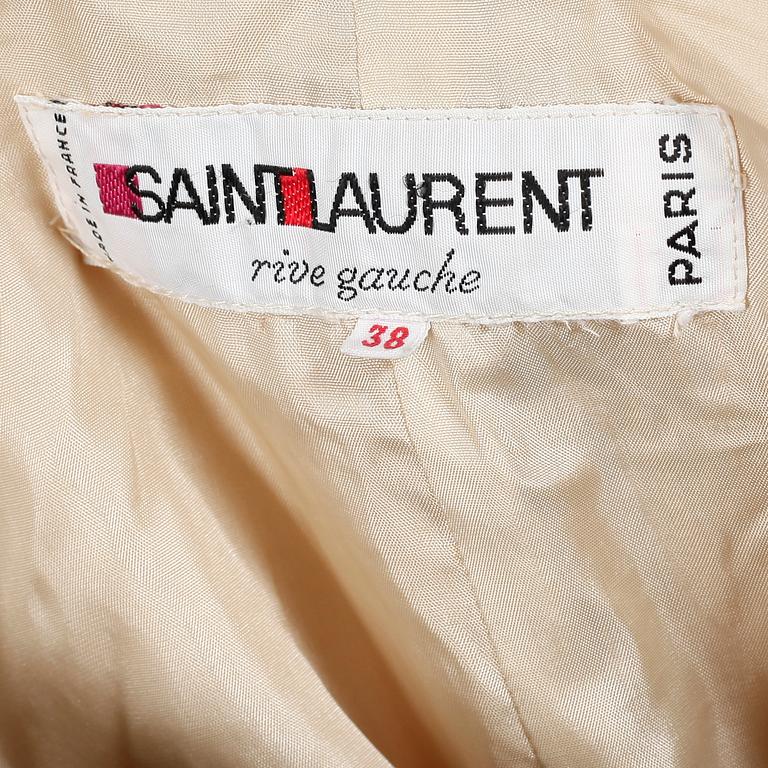 MADE IN FRANCE
SAINT LAURENT
rive gauche
PARIS
38